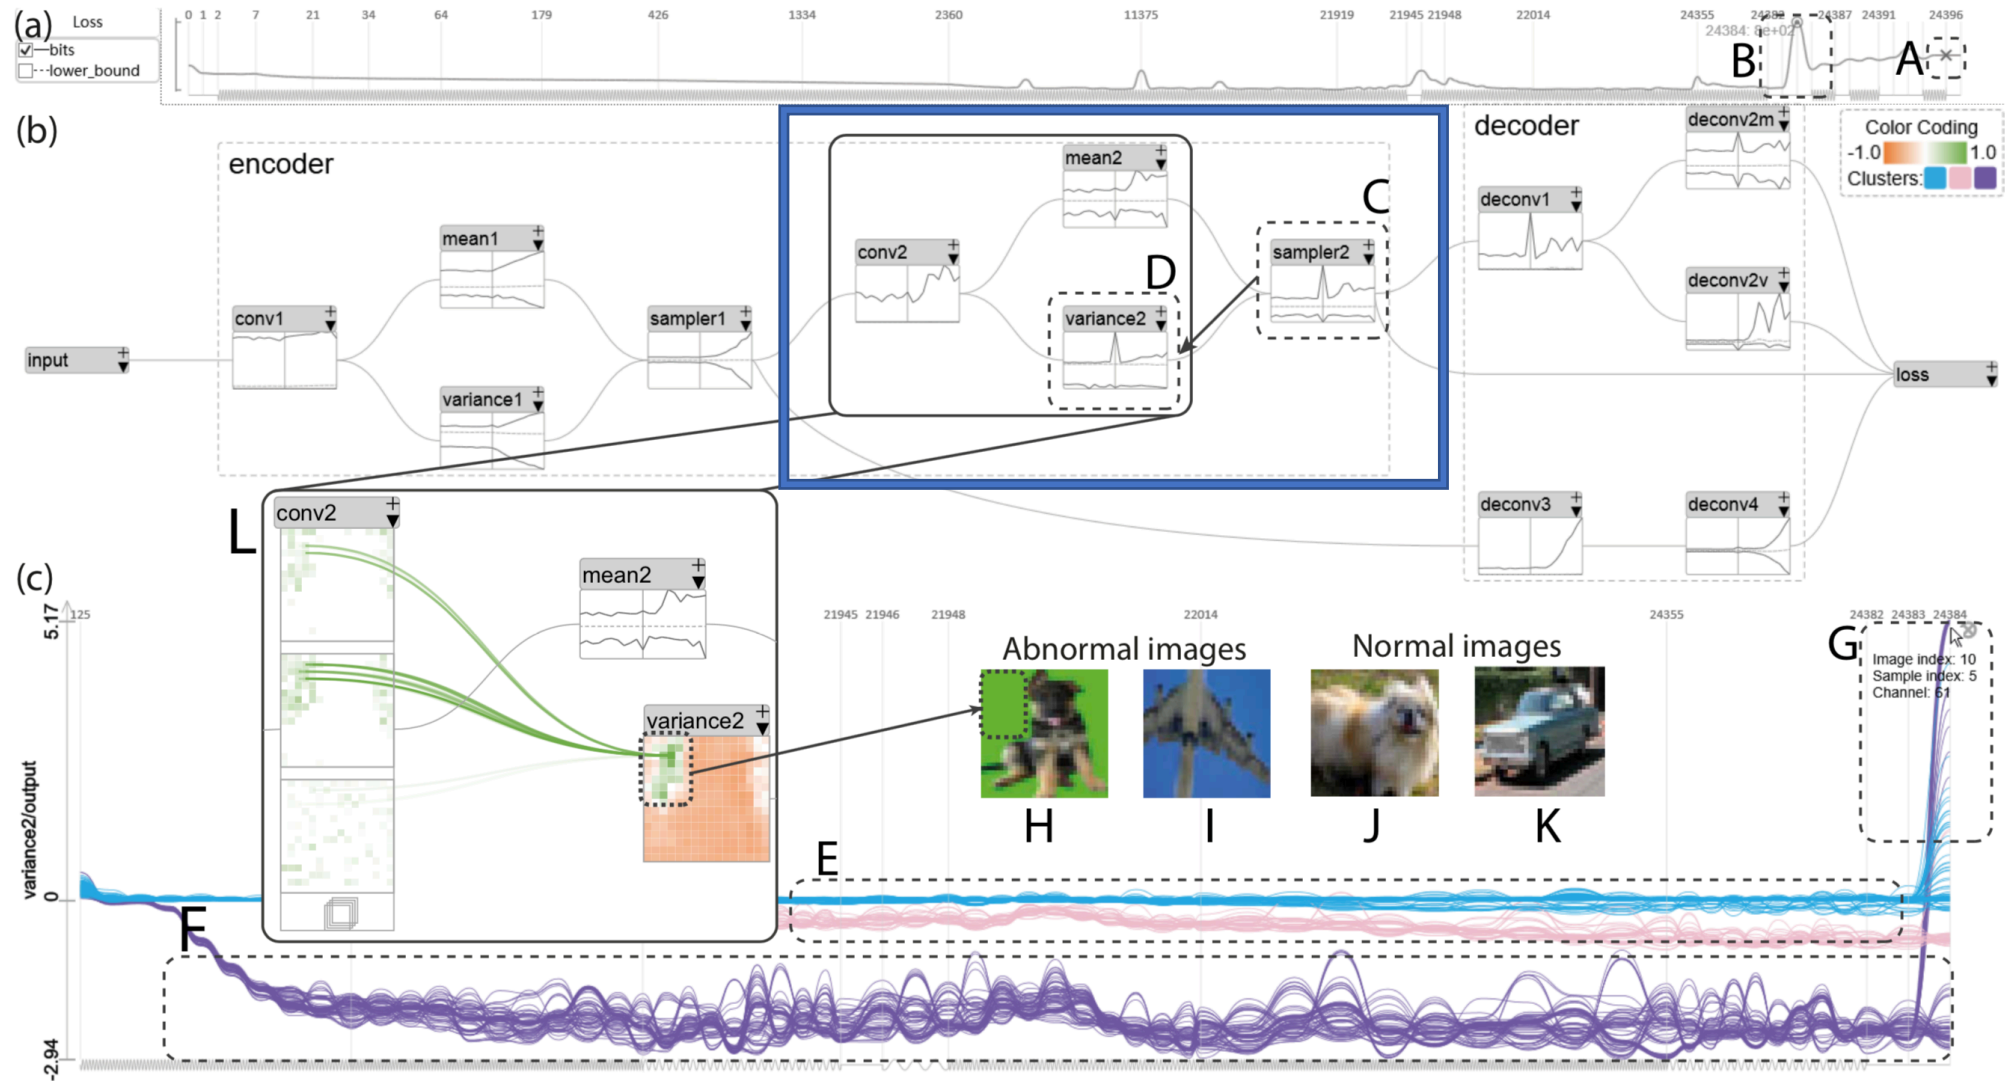 (a)
Loss
bits
lower_bound
0 1 2 7 21 34 64 179 426 1334 2360 11375 21919 21945 21948 22014 24355 24382 24387 24391 24396
24384: 8e+02
B
A
(b)
encoder
input
conv1
mean1
variance1
sampler1
conv2
mean2
D
variance2
C
sampler2
decoder
deconv1
deconv2m
deconv2v
deconv3
deconv4
loss
Color Coding
-1.0 1.0
Clusters:
L
conv2
mean2
variance2
(c)
5.17
0
-2.94
variance2/output
125 21945 21946 21948 22014 24355 24382 24383 24384
Abnormal images
Normal images
H
I
J
K
E
F
G
Image index: 10
Sample index: 5
Channel: 61